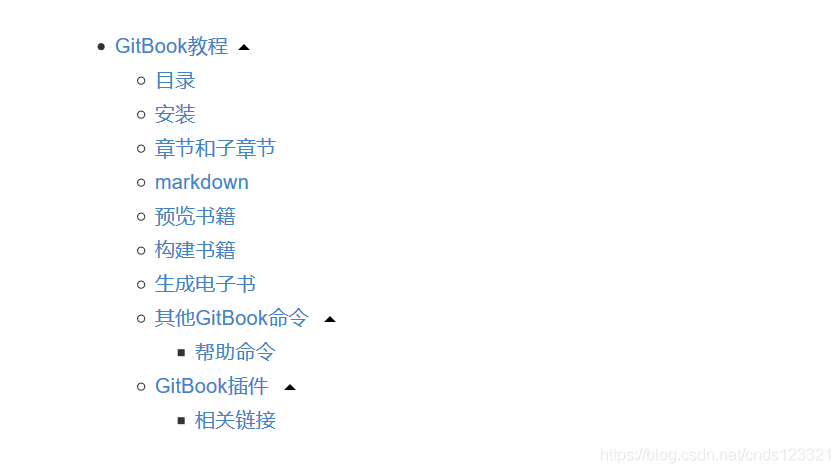 GitBook教程
目录
安装
章节和子章节
markdown
预览书籍
构建书籍
生成电子书
其他GitBook命令
帮助命令
GitBook插件
相关链接
https://blog.csdn.net/cnds123321